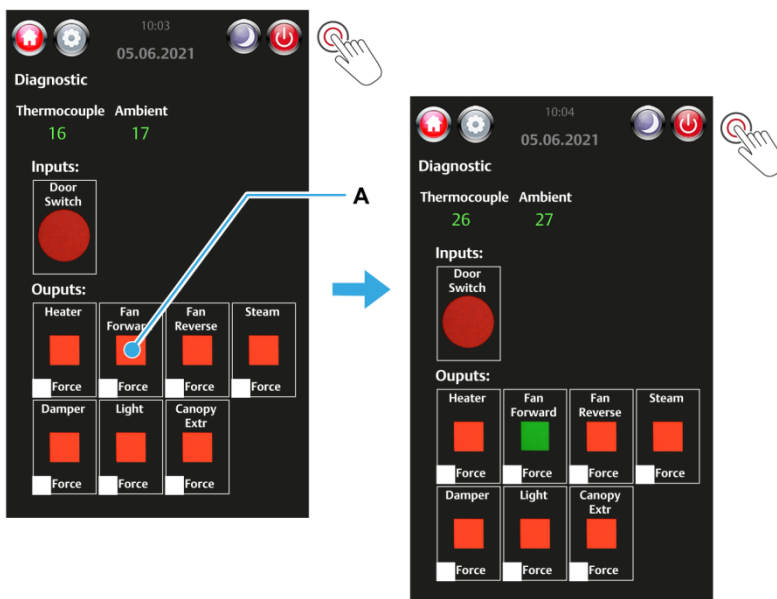 10:03
05.06.2021
Diagnostic
Thermocouple Ambient
16 17
Inputs:
Door
Switch
A
Ouputs:
Heater Fan Fan Steam
Forward Reverse
Force Force Force Force
Damper Light Canopy
Extr
Force Force Force
10:04
05.06.2021
Diagnostic
Thermocouple Ambient
26 27
Inputs:
Door
Switch
Ouputs:
Heater Fan Fan Steam
Forward Reverse
Force Force Force Force
Damper Light Canopy
Extr
Force Force Force